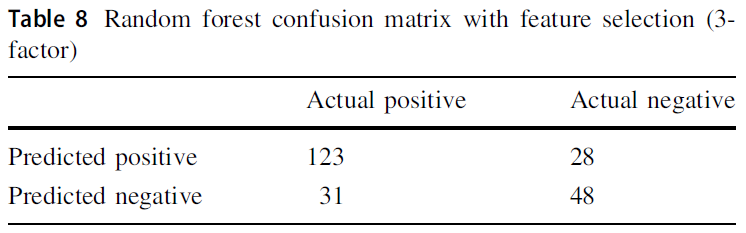 Table 8 Random forest confusion matrix with feature selection (3-
factor)
Actual positive Actual negative
Predicted positive 123 28
Predicted negative 31 48